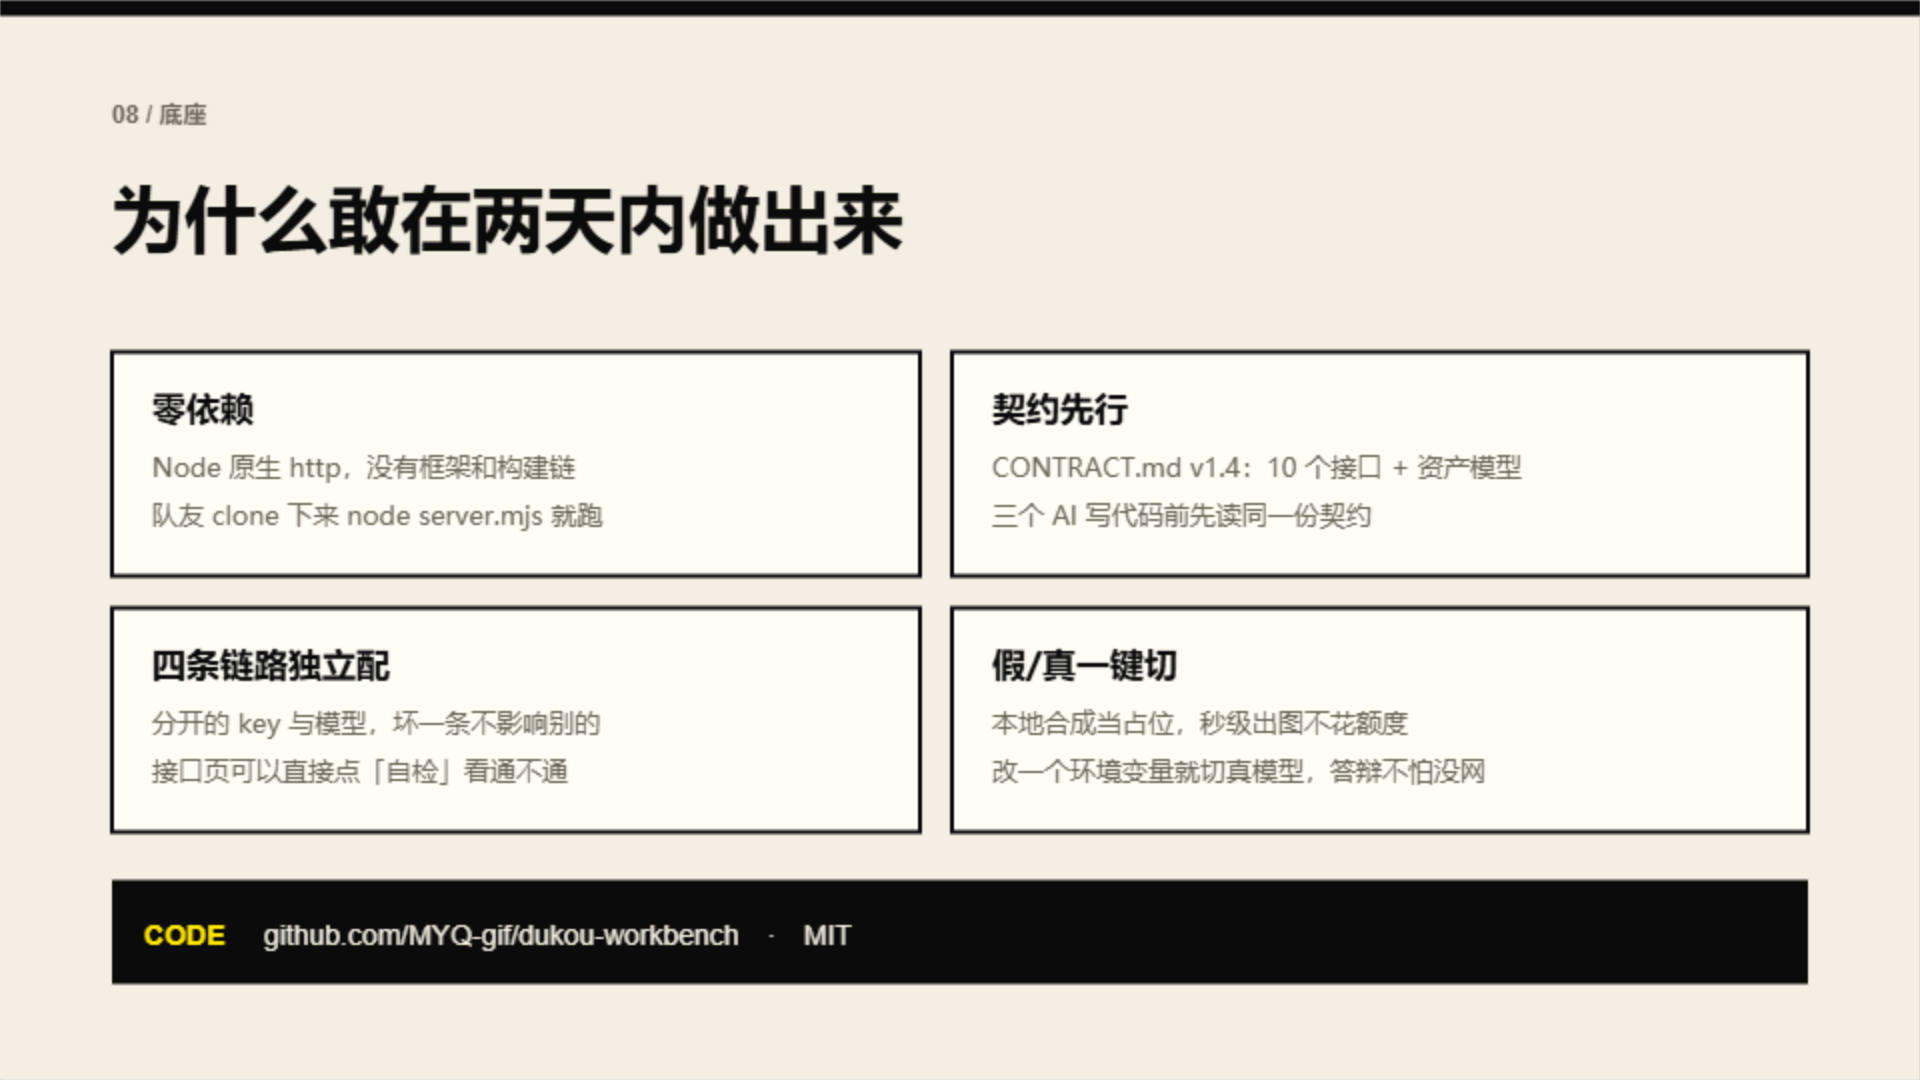 08 / 底座
为什么敢在两天内做出来
零依赖
Node 原生 http，没有框架和构建链
队友 clone 下来 node server.mjs 就跑
契约先行
CONTRACT.md v1.4：10 个接口 + 资产模型
三个 AI 写代码前先读同一份契约
四条链路独立配
分开的 key 与模型，坏一条不影响别的
接口页可以直接点「自检」看通不通
假/真一键切
本地合成当占位，秒级出图不花额度
改一个环境变量就切真模型，答辩不怕没网
CODE github.com/MYQ-gif/dukou-workbench · MIT